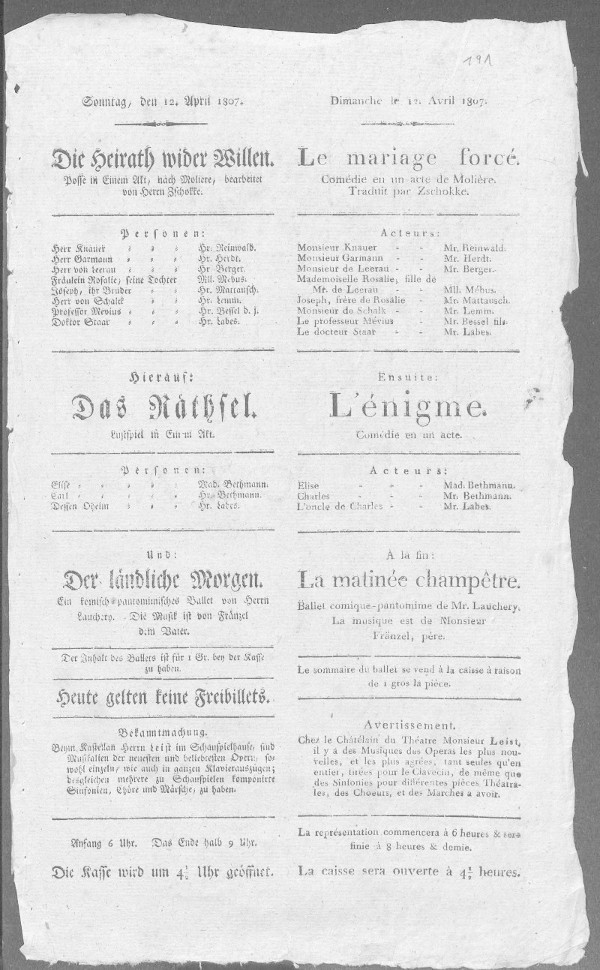 191
Sonntag, den 12. April 1807.
Die Heirath wider Willen.
Posse in Einem Akt, nach Moliere, bearbeitet
von Herrn Zschokke.
Personen:
Herr Knauer - - - Hr. Reinwald.
Herr Garmann - - - Hr. Herdt.
Herr von Leerau - - - Hr. Berger.
Fräulein Rosalie, seine Tochter Mll. Mebus.
Joseph, ihr Bruder - - Hr. Mattausch.
Herr von Schalck - - Hr. Lemm.
Professor Mevius - - - Hr. Bessel d. j.
Doktor Staar - - - Hr. Labes.
Hierauf:
Das Räthsel.
Lustspiel in Einem Akt.
Personen:
Elise - - - - Mad. Bethmann.
Carl - - - - Hr. Bethmann.
Dessen Oheim - - - Hr. Labes.
Und:
Der ländliche Morgen.
Ein komisch-pantomimisches Ballet von Herrn
Lauchery. Die Musik ist von Fränzel
dem Vater.
Der Inhalt des Ballets ist für 1 Gr. bey der Kasse
zu haben.
Heute gelten keine Freibillets.
Bekanntmachung.
Beym Kastellan Herrn Leist im Schauspielhause sind
Musikalien der neuesten und beliebtesten Opern, so-
wohl einzeln, wie auch in ganzen Klavierauszügen;
desgleichen mehrere zu Schauspielen komponirte
Sinfonien, Chöre und Märsche, zu haben.
Anfang 6 Uhr. Das Ende halb 9 Uhr.
Die Kasse wird um 4½ Uhr geöffnet.
Dimanche le 12. Avril 1807.
Le mariage forcé.
Comédie en un acte de Molière.
Traduit par Zschokke.
Acteurs:
Monsieur Knauer - - Mr. Reinwald.
Monsieur Garmann - - Mr. Herdt.
Monsieur de Leerau - - Mr. Berger.
Mademoiselle Rosalie, fille de
Mr. de Leerau - - Mll. Mébus.
Joseph, frère de Rosalie - Mr. Mattausch.
Monsieur de Schalk - - Mr. Lemm.
Le professeur Mévius - - Mr. Bessel fils.
Le docteur Staar - - Mr. Labes.
Ensuite:
L'énigme.
Comédie en un acte.
Acteurs:
Elise - - - Mad. Bethmann.
Charles - - - Mr. Bethmann.
L'oncle de Charles - - Mr. Labes.
À la fin:
La matinée champêtre.
Ballet comique-pantomime de Mr. Lauchery.
La musique est de Monsieur
Fränzel, père.
Le sommaire du ballet se vend à la caisse à raison
de 1 gros la piéce.
Avertissement.
Chez le Châtelain du Théatre Monsieur Leist,
il y a des Musiques des Operas les plus nou-
velles, et les plus agrées, tant seules qu'en
entier, tirées pour le Clavecin, de même que
des Sinfonies pour différentes pièces Théatra-
les, des Choeurs, et des Marches a avoir.
La représentation commencera à 6 heures & sera
finie à 8 heures & demie.
La caisse sera ouverte à 4½ heures.